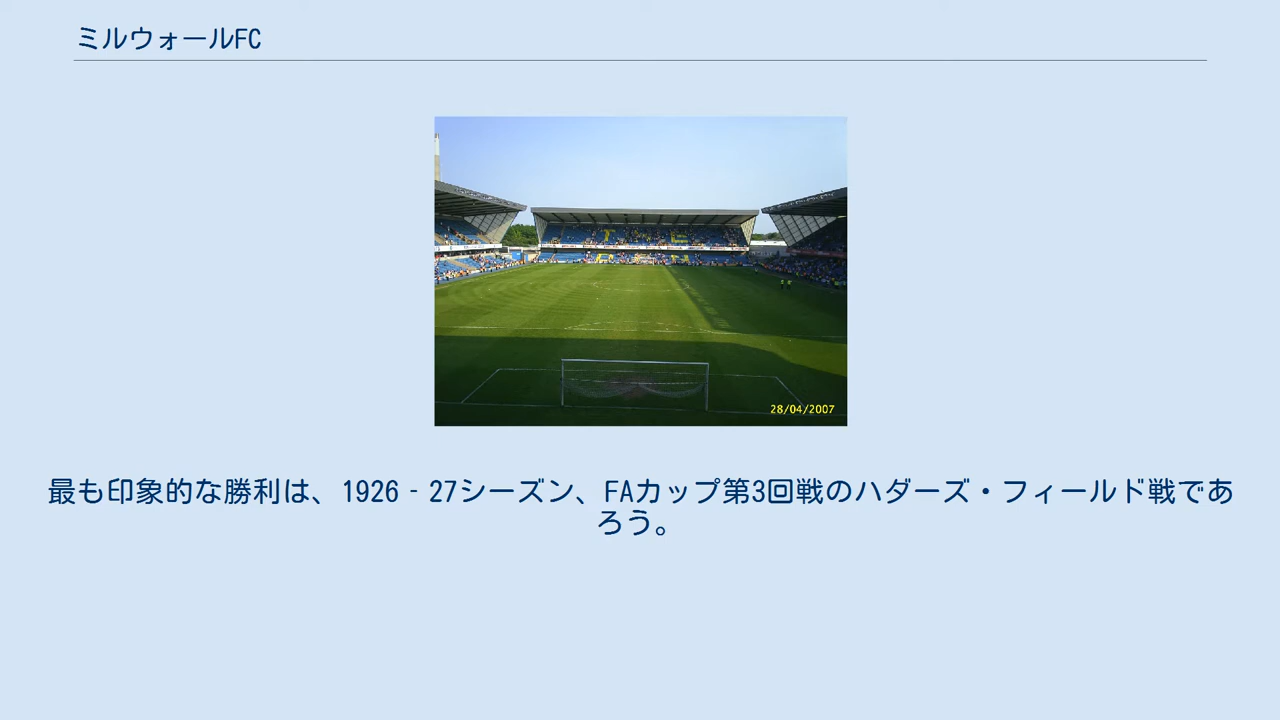 ミルウォールFC
28/04/2007
最も印象的な勝利は、1926‐27シーズン、FAカップ第3回戦のハダーズ・フィールド戦であ
ろう。